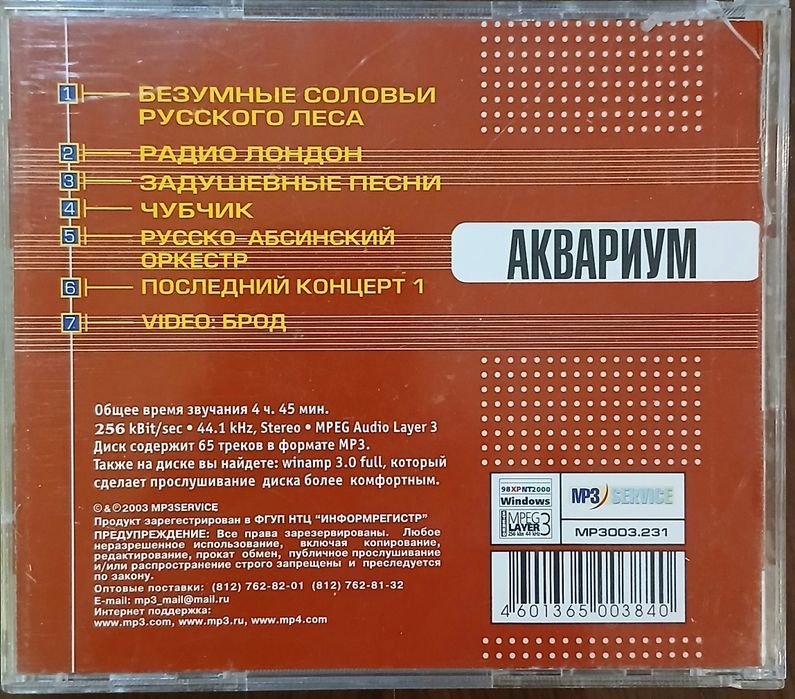 1 БЕЗУМНЫЕ СОЛОВЬИ
РУССКОГО ЛЕСА
2 РАДИО ЛОНДОН
3 ЗАДУШЕВНЫЕ ПЕСНИ
4 ЧУБЧИК
5 РУССКО-АБСИНСКИЙ
ОРКЕСТР
6 ПОСЛЕДНИЙ КОНЦЕРТ 1
7 VIDEO: БРОД
АКВАРИУМ
Общее время звучания 4 ч. 45 мин.
256 kBit/sec • 44.1 kHz, Stereo • MPEG Audio Layer 3
Диск содержит 65 треков в формате MP3.
Также на диске вы найдете: winamp 3.0 full, который
сделает прослушивание диска более комфортным.
©&℗2003 MP3SERVICE
Продукт зарегестрирован в ФГУП НТЦ "ИНФОРМРЕГИСТР"
ПРЕДУПРЕЖДЕНИЕ: Все права зарезервированы. Любое
неразрешенное использование, включая копирование,
редактирование, прокат обмен, публичное прослушивание
и/или распространение строго запрещены и преследуется
по закону.
Оптовые поставки: (812) 762-82-01 (812) 762-81-32
E-mail: mp3_mail@mail.ru
Интернет поддержка:
www.mp3.com, www.mp3.ru, www.mp4.com
98XPNT2000
Windows
MPEG
LAYER 3
256 kbs 44 kHz
MP3 SERVICE
MP3003.231
4601365003840